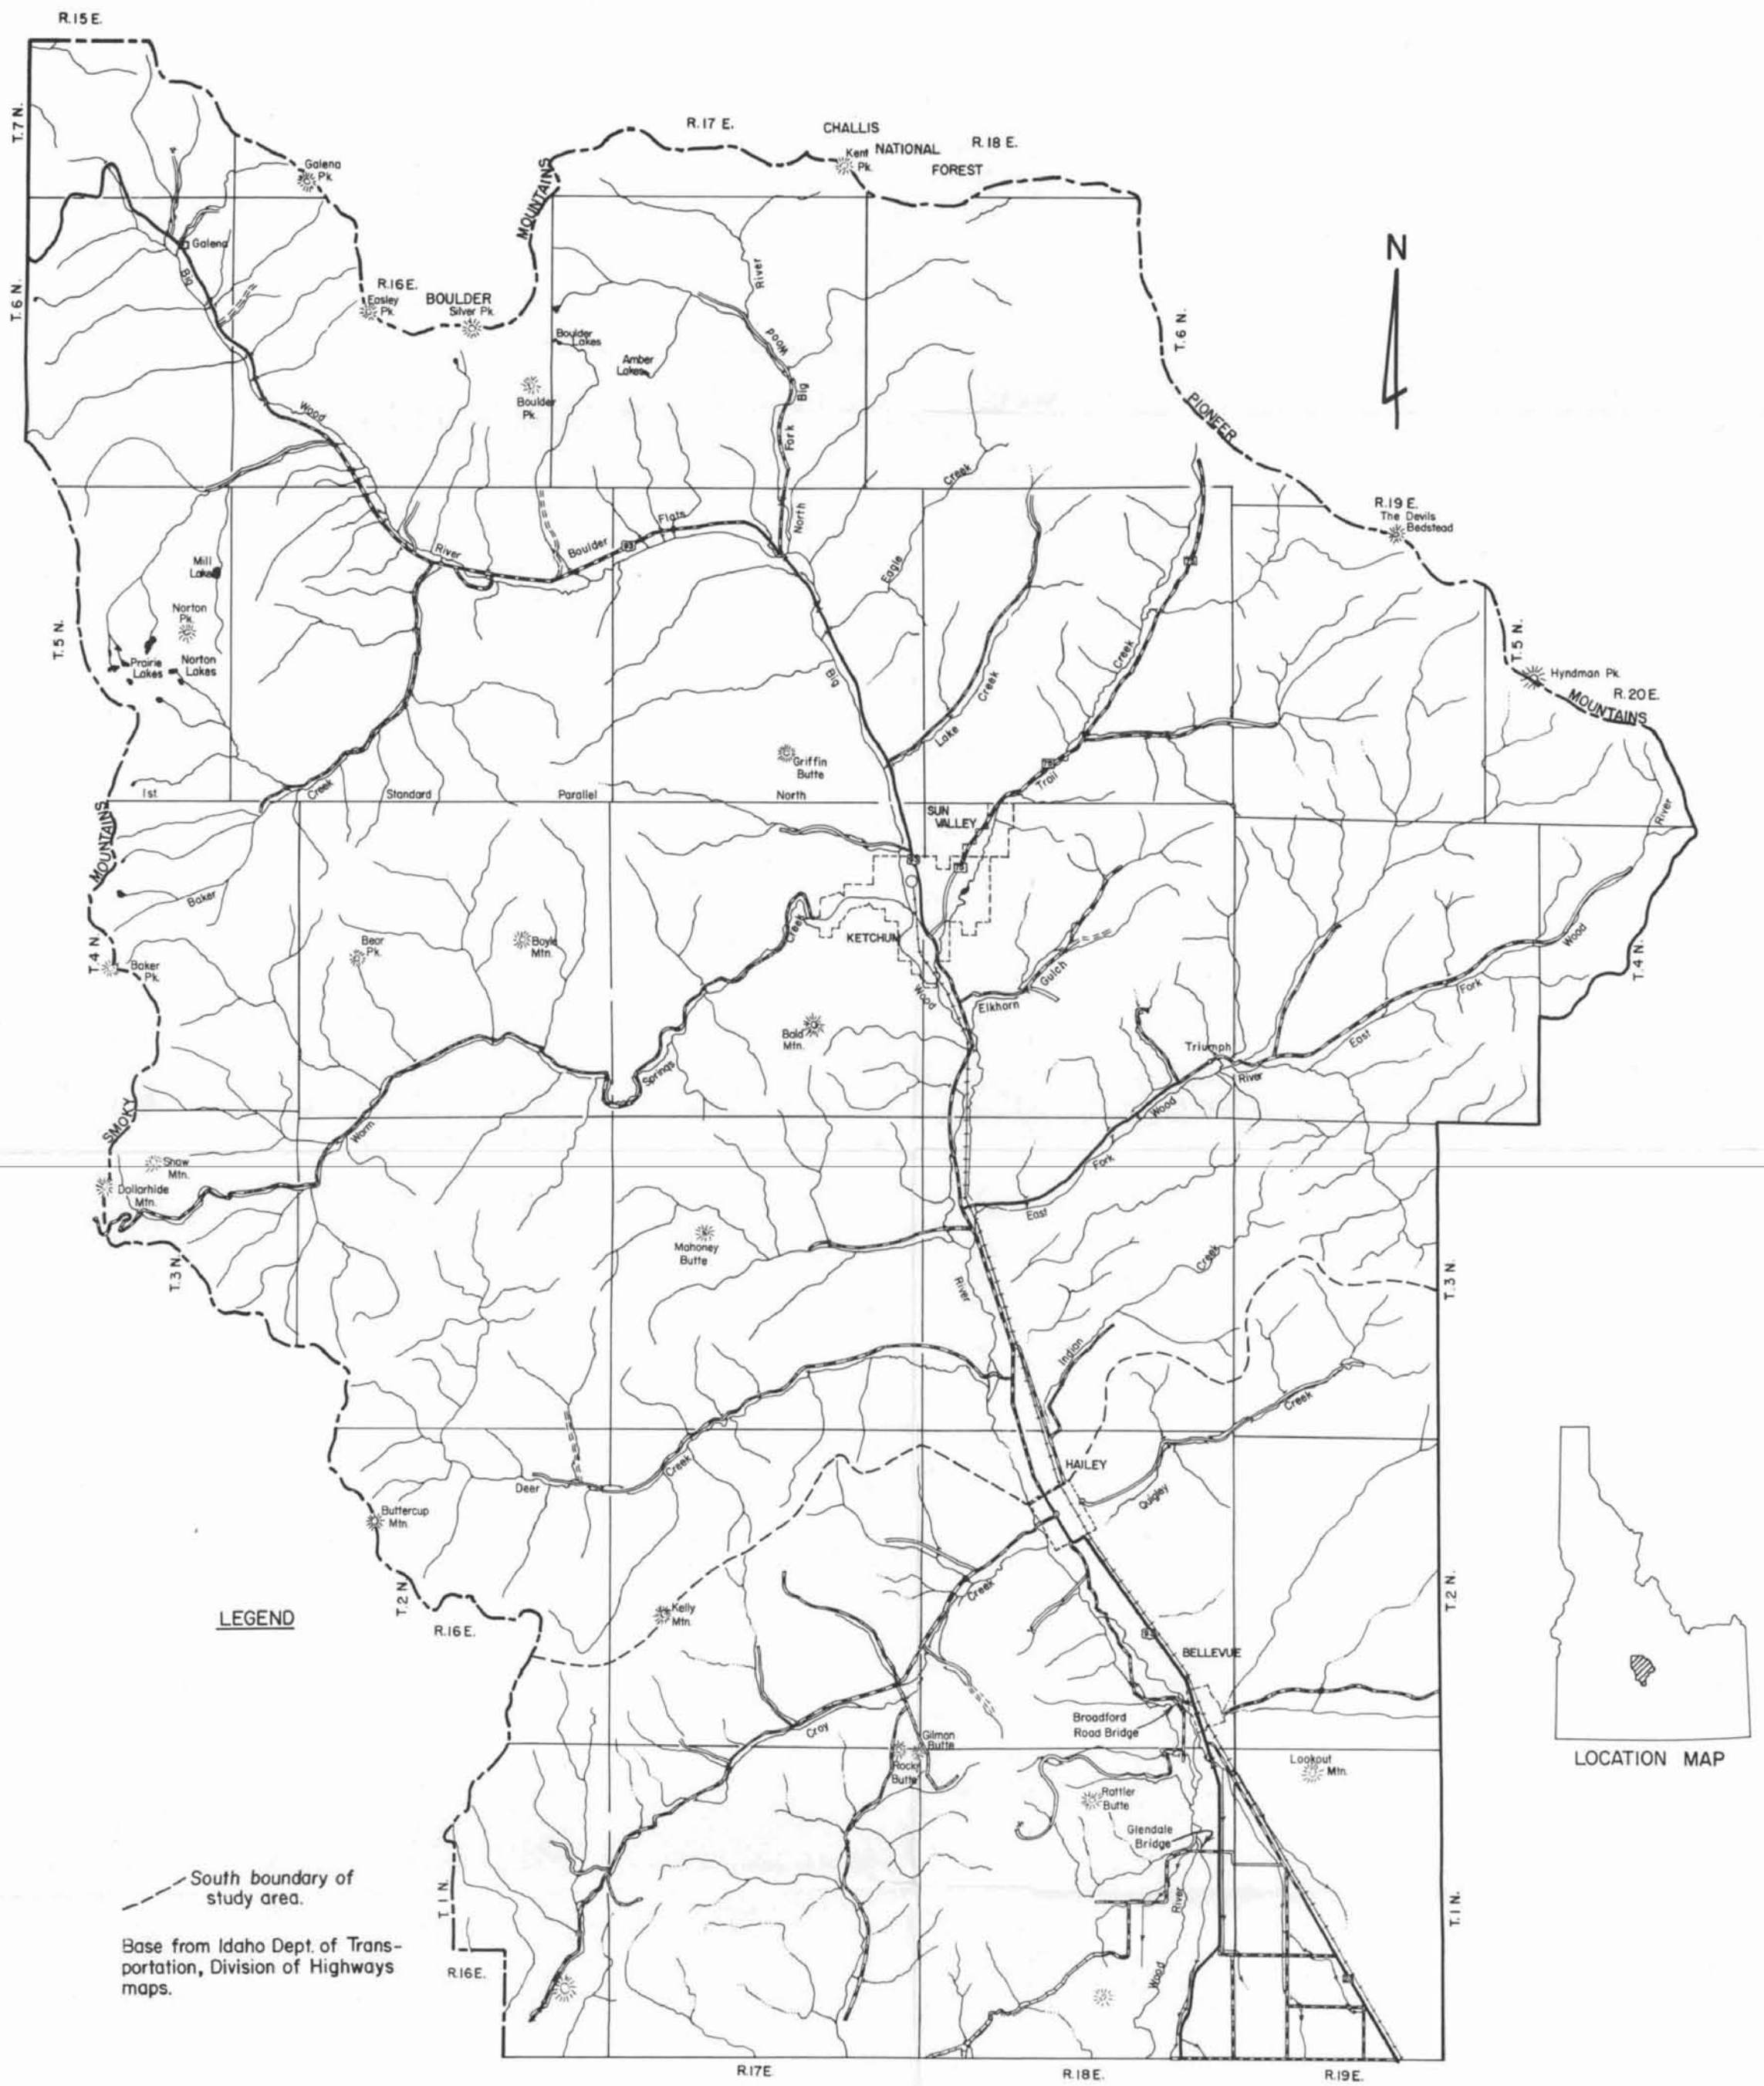 R.15 E.
T.7 N.
R.17 E.
CHALLIS
NATIONAL
FOREST
R.18 E.
Kent
Pk.
Galena
Pk.
MOUNTAINS
Galena
Big
T.6 N.
R.16 E.
Easley
Pk.
BOULDER
Silver Pk.
River
N
T.6 N.
Boulder
Lakes
Wood
Amber
Lakes
Boulder
Pk.
Big
Wood
Fork
PIONEER
Creek
R.19 E.
The Devils
Bedstead
North
Flats
Boulder
93
River
Mill
Lake
Eagle
75
Norton
Pk.
T.5 N.
T.5 N.
Creek
Prairie
Lakes
Norton
Lakes
Big
Creek
Hyndman Pk.
R.20 E.
MOUNTAINS
Lake
Griffin
Butte
75
Trail
1st
Creek
Standard
Parallel
North
SUN
VALLEY
River
MOUNTAINS
Baker
75
Creek
KETCHUM
Bear
Pk.
Boyle
Mtn.
Wood
T.4 N.
T.4 N.
Baker
Pk.
Gulch
Elkhorn
Fork
Wood
Bald
Mtn.
East
Triumph
River
Springs
Wood
SMOKY
Warm
Fork
Shaw
Mtn.
Dollarhide
Mtn.
East
Mahoney
Butte
Creek
T.3 N.
T.3 N.
River
Indian
Creek
HAILEY
Creek
Deer
Quigley
Buttercup
Mtn.
T.2 N.
T.2 N.
Creek
LEGEND
R.16 E.
Kelly
Mtn.
93
BELLEVUE
Broadford
Road Bridge
Croy
Gilman
Butte
Rocky
Butte
Lookout
Mtn.
LOCATION MAP
Rattler
Butte
Glendale
Bridge
South boundary of
study area.
T.1 N.
T.1 N.
River
Base from Idaho Dept. of Trans-
portation, Division of Highways
maps.
R.16 E.
Wood
R.17 E.
R.18 E.
R.19 E.